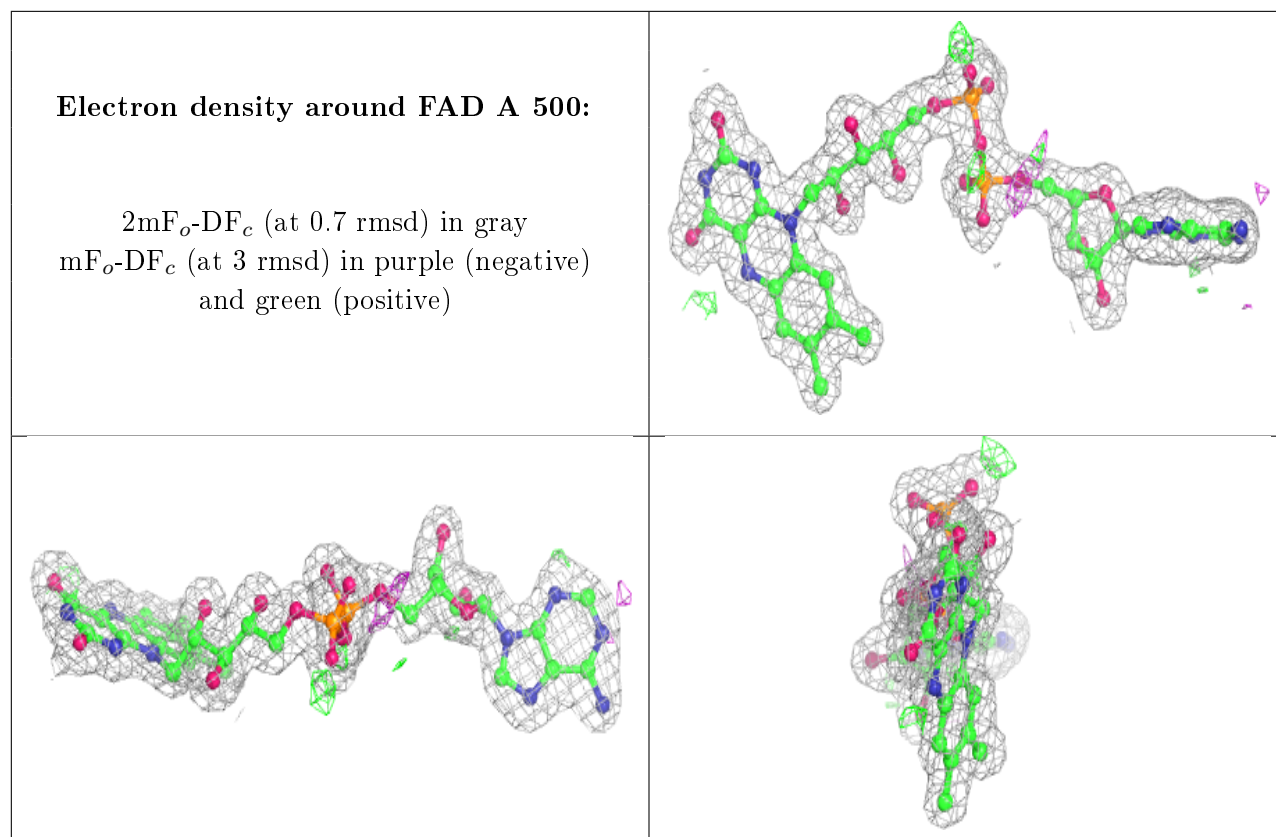 Electron density around FAD A 500:
2mFₒ-DF𝒸 (at 0.7 rmsd) in gray
mFₒ-DF𝒸 (at 3 rmsd) in purple (negative)
and green (positive)